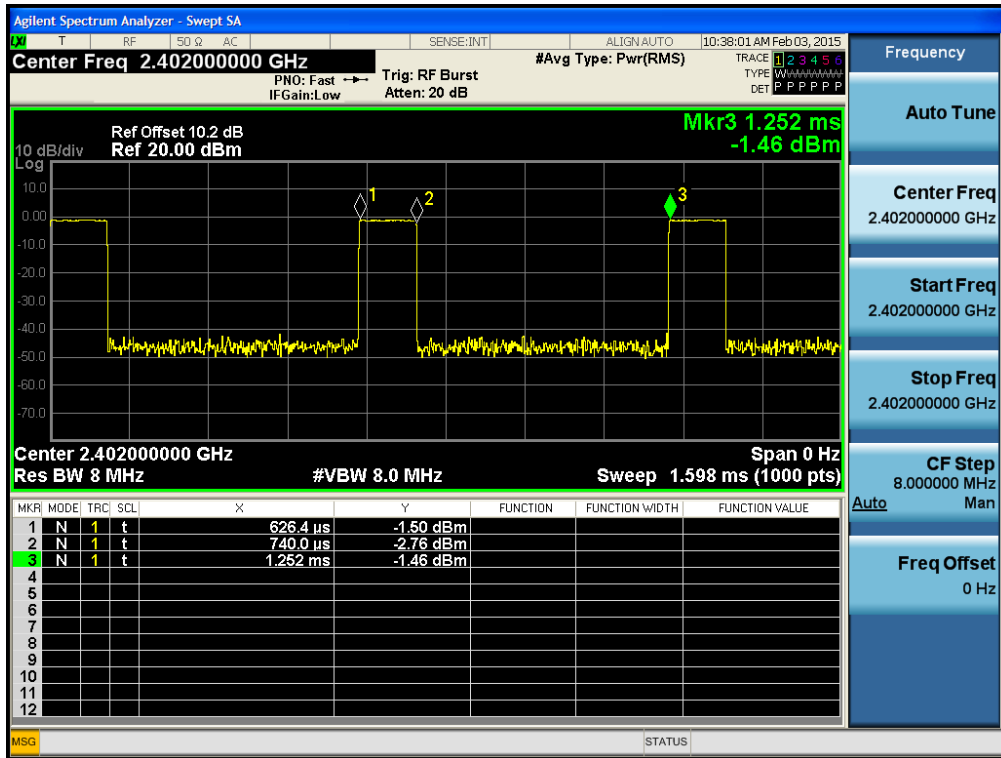 Agilent Spectrum Analyzer - Swept SA
LXI T RF 50 Ω AC SENSE:INT ALIGN AUTO 10:38:01 AM Feb 03, 2015
Center Freq 2.402000000 GHz #Avg Type: Pwr(RMS) TRACE 1 2 3 4 5 6
PNO: Fast Trig: RF Burst TYPE WWWWWW
IFGain:Low Atten: 20 dB DET P P P P P P
Ref Offset 10.2 dB Mkr3 1.252 ms
10 dB/div Ref 20.00 dBm -1.46 dBm
Log
10.0
0.00
-10.0
-20.0
-30.0
-40.0
-50.0
-60.0
-70.0
1 2 3
Center 2.402000000 GHz Span 0 Hz
Res BW 8 MHz #VBW 8.0 MHz Sweep 1.598 ms (1000 pts)
MKR MODE TRC SCL X Y FUNCTION FUNCTION WIDTH FUNCTION VALUE
1 N 1 t 626.4 µs -1.50 dBm
2 N 1 t 740.0 µs -2.76 dBm
3 N 1 t 1.252 ms -1.46 dBm
4
5
6
7
8
9
10
11
12
MSG STATUS
Frequency
Auto Tune
Center Freq
2.402000000 GHz
Start Freq
2.402000000 GHz
Stop Freq
2.402000000 GHz
CF Step
8.000000 MHz
Auto Man
Freq Offset
0 Hz